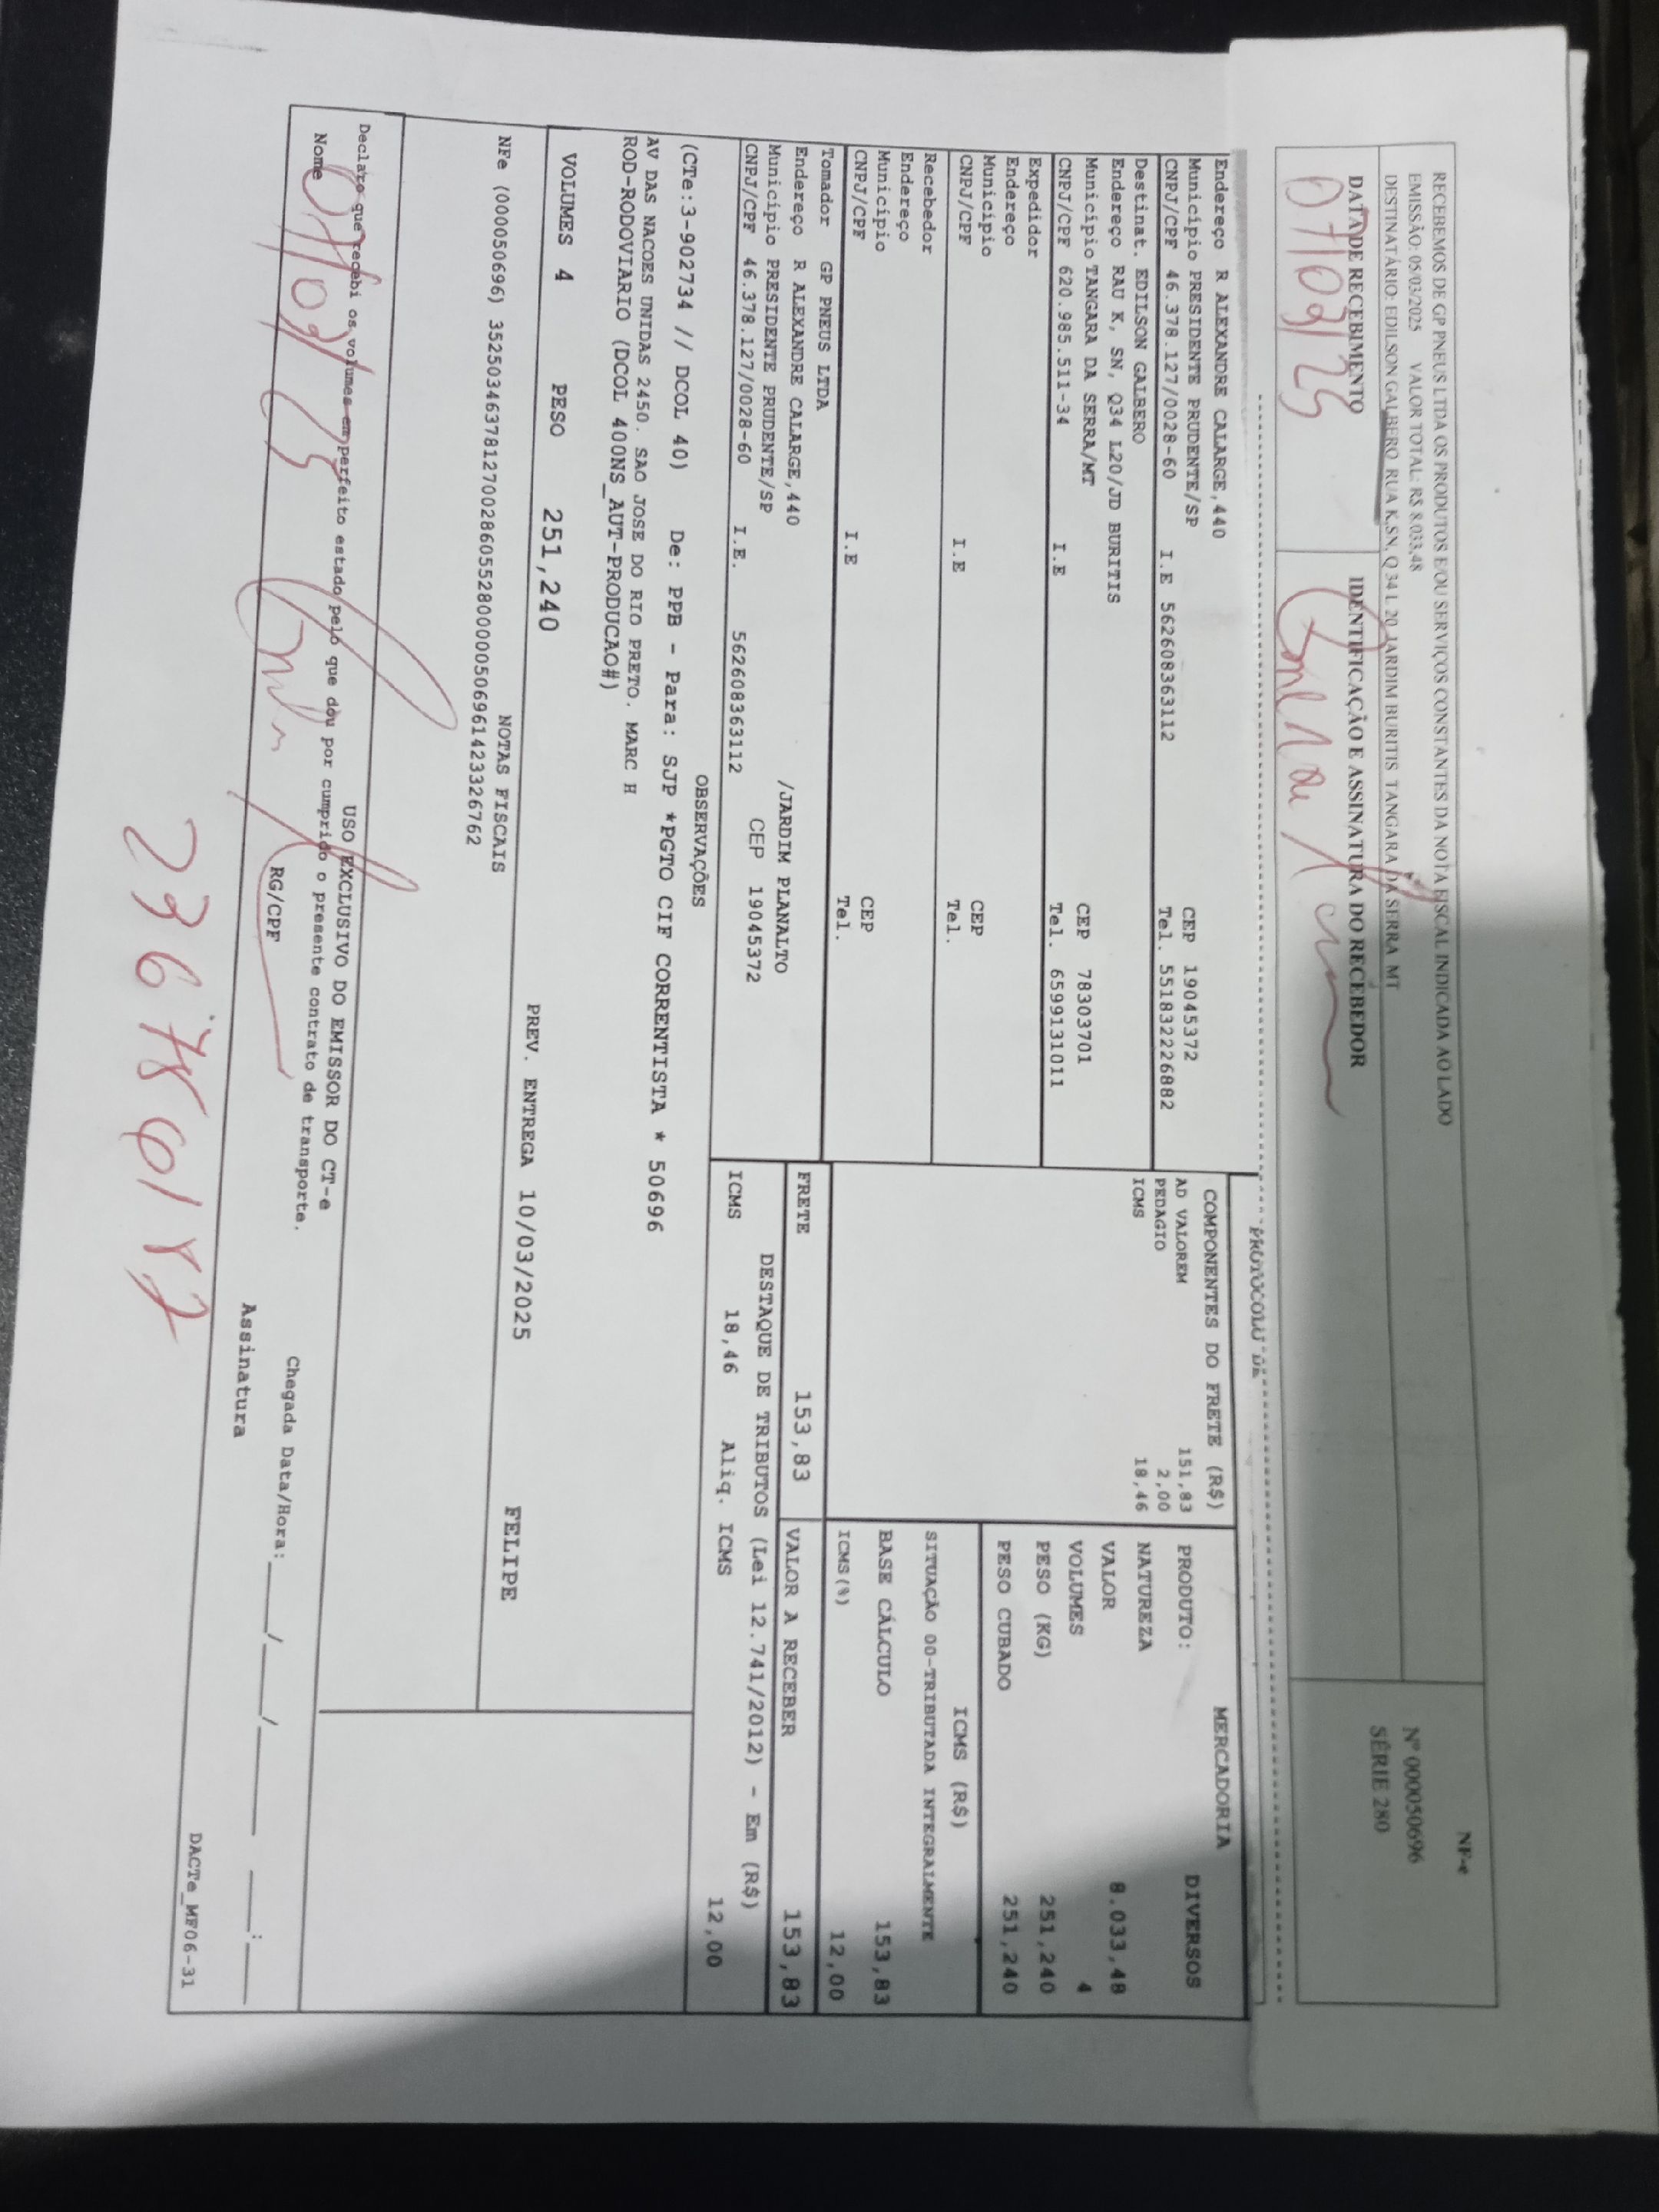 RECEBEMOS DE GP PNEUS LTDA OS PRODUTOS E/OU SERVIÇOS CONSTANTES DA NOTA FISCAL INDICADA AO LADO
EMISSÃO: 05/03/2025 VALOR TOTAL: R$ 8.033,48
DESTINATÁRIO: EDILSON GALBERO RUA K,SN, Q 34 L 20 JARDIM BURITIS TANGARA DA SERRA MT
NF-e
Nº 000050696
SÉRIE 280
DATA DE RECEBIMENTO
IDENTIFICAÇÃO E ASSINATURA DO RECEBEDOR
07/03/25
PROTOCOLO DE
Endereço R ALEXANDRE CALARGE,440
Município PRESIDENTE PRUDENTE/SP CEP 19045372
CNPJ/CPF 46.378.127/0028-60 I.E 562608363112 Tel. 551832226882
Destinat. EDILSON GALBERO
Endereço RAU K, SN, Q34 L20/JD BURITIS
Município TANGARA DA SERRA/MT CEP 78303701
CNPJ/CPF 620.985.511-34 I.E Tel. 659913​1011
Expedidor
Endereço
Município CEP
CNPJ/CPF I.E Tel.
Recebedor
Endereço
Município CEP
CNPJ/CPF I.E Tel.
Tomador GP PNEUS LTDA
Endereço R ALEXANDRE CALARGE,440 /JARDIM PLANALTO
Município PRESIDENTE PRUDENTE/SP CEP 19045372
CNPJ/CPF 46.378.127/0028-60 I.E. 562608363112
COMPONENTES DO FRETE (R$)
AD VALOREM 151,83
PEDAGIO 2,00
ICMS 18,46
MERCADORIA
PRODUTO: DIVERSOS
NATUREZA
VALOR 8.033,48
VOLUMES 4
PESO (KG) 251,240
PESO CUBADO 251,240
ICMS (R$)
SITUAÇÃO 00-TRIBUTADA INTEGRALMENTE
BASE CÁLCULO 153,83
ICMS(%) 12,00
FRETE 153,83
VALOR A RECEBER 153,83
DESTAQUE DE TRIBUTOS (Lei 12.741/2012) - Em (R$)
ICMS 18,46 Aliq. ICMS 12,00
OBSERVAÇÕES
(CTe:3-902734 // DCOL 40) De: PPB - Para: SJP *PGTO CIF CORRENTISTA * 50696
AV DAS NACOES UNIDAS 2450. SAO JOSE DO RIO PRETO. MARC H
ROD-RODOVIARIO (DCOL 400NS_AUT-PRODUCAO#)
VOLUMES 4 PESO 251,240 PREV. ENTREGA 10/03/2025 FELIPE
NOTAS FISCAIS
NFe (00050696) 35250346378127002860552800000506961423326762
USO EXCLUSIVO DO EMISSOR DO CT-e
Declaro que recebi os volumes em perfeito estado pelo que dou por cumprido o presente contrato de transporte.
Nome RG/CPF Chegada Data/Hora:____/____/______ ____:____
07/03/25
Assinatura
DACTe_MF06-31